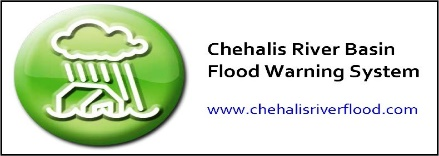 Chehalis River Basin
Flood Warning System
www.chehalisriverflood.com